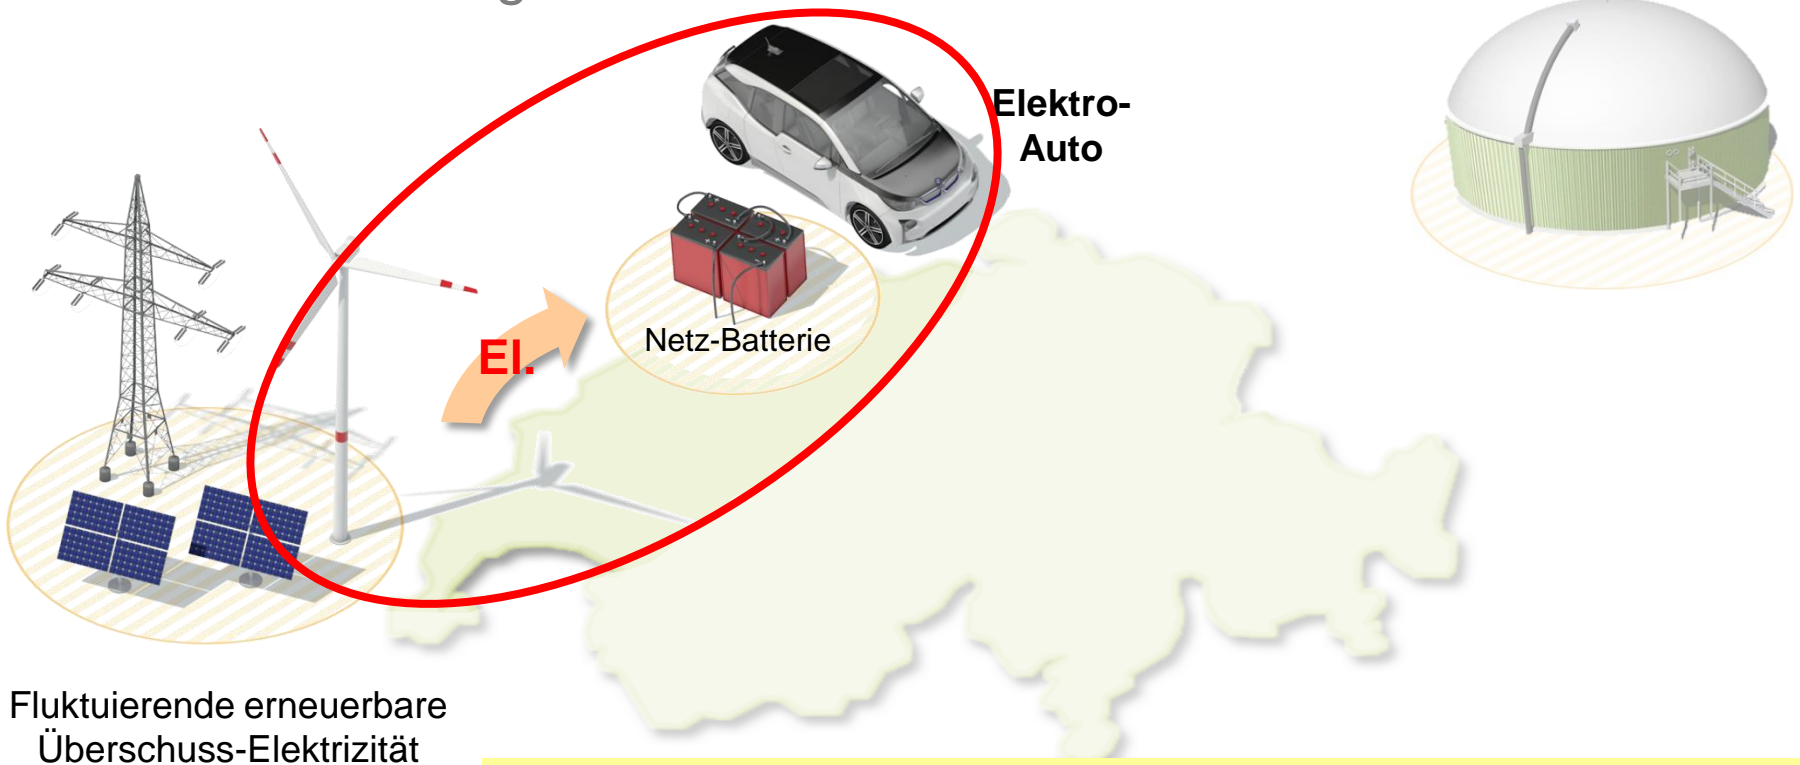 Elektro-
Auto
El.
Netz-Batterie
Fluktuierende erneuerbare
Überschuss-Elektrizität